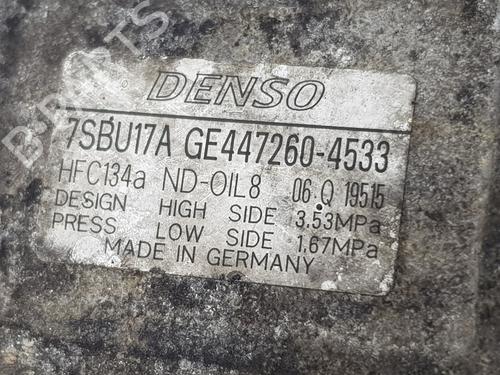 DENSO
7SBU17A GE447260-4533
HFC134a ND-OIL8 06 Q 19515
DESIGN HIGH SIDE 3.53MPa
PRESS LOW SIDE 1.67MPa
MADE IN GERMANY